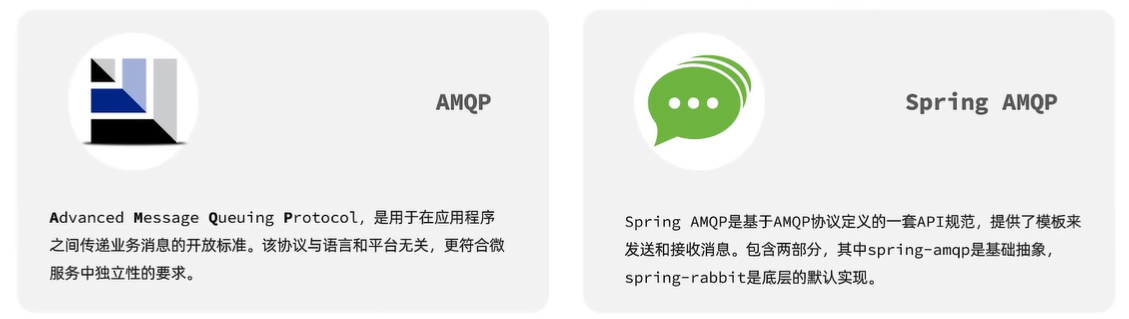 AMQP
Advanced Message Queuing Protocol，是用于在应用程序
之间传递业务消息的开放标准。该协议与语言和平台无关，更符合微
服务中独立性的要求。
Spring AMQP
Spring AMQP是基于AMQP协议定义的一套API规范，提供了模板来
发送和接收消息。包含两部分，其中spring-amqp是基础抽象，
spring-rabbit是底层的默认实现。